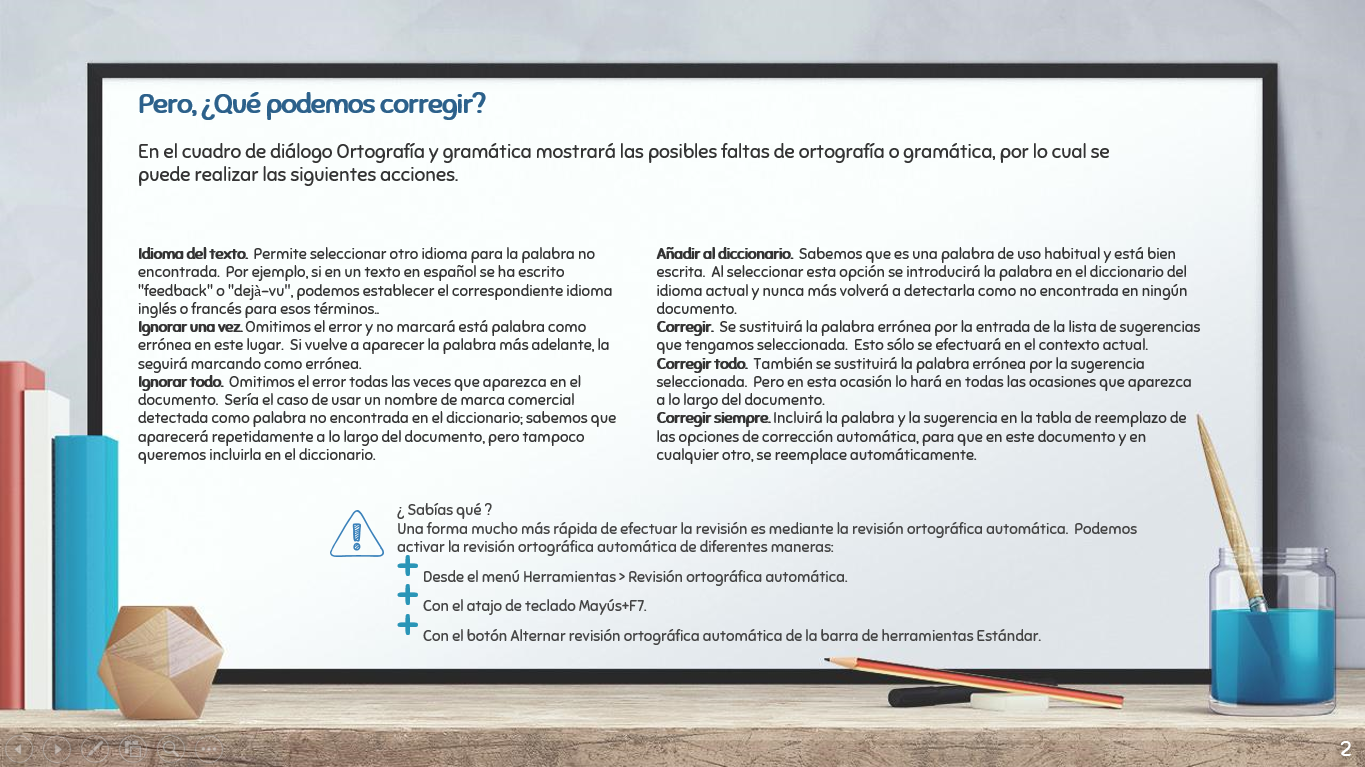 Pero, ¿Qué podemos corregir?
En el cuadro de diálogo Ortografía y gramática mostrará las posibles faltas de ortografía o gramática, por lo cual se
puede realizar las siguientes acciones.
Idioma del texto. Permite seleccionar otro idioma para la palabra no
encontrada. Por ejemplo, si en un texto en español se ha escrito
"feedback" o "dejà-vu", podemos establecer el correspondiente idioma
inglés o francés para esos términos..
Ignorar una vez. Omitimos el error y no marcará está palabra como
errónea en este lugar. Si vuelve a aparecer la palabra más adelante, la
seguirá marcando como errónea.
Ignorar todo. Omitimos el error todas las veces que aparezca en el
documento. Sería el caso de usar un nombre de marca comercial
detectada como palabra no encontrada en el diccionario; sabemos que
aparecerá repetidamente a lo largo del documento, pero tampoco
queremos incluirla en el diccionario.
Añadir al diccionario. Sabemos que es una palabra de uso habitual y está bien
escrita. Al seleccionar esta opción se introducirá la palabra en el diccionario del
idioma actual y nunca más volverá a detectarla como no encontrada en ningún
documento.
Corregir. Se sustituirá la palabra errónea por la entrada de la lista de sugerencias
que tengamos seleccionada. Esto sólo se efectuará en el contexto actual.
Corregir todo. También se sustituirá la palabra errónea por la sugerencia
seleccionada. Pero en esta ocasión lo hará en todas las ocasiones que aparezca
a lo largo del documento.
Corregir siempre. Incluirá la palabra y la sugerencia en la tabla de reemplazo de
las opciones de corrección automática, para que en este documento y en
cualquier otro, se reemplace automáticamente.
¿ Sabías qué ?
Una forma mucho más rápida de efectuar la revisión es mediante la revisión ortográfica automática. Podemos
activar la revisión ortográfica automática de diferentes maneras:
Desde el menú Herramientas > Revisión ortográfica automática.
Con el atajo de teclado Mayús+F7.
Con el botón Alternar revisión ortográfica automática de la barra de herramientas Estándar.
2